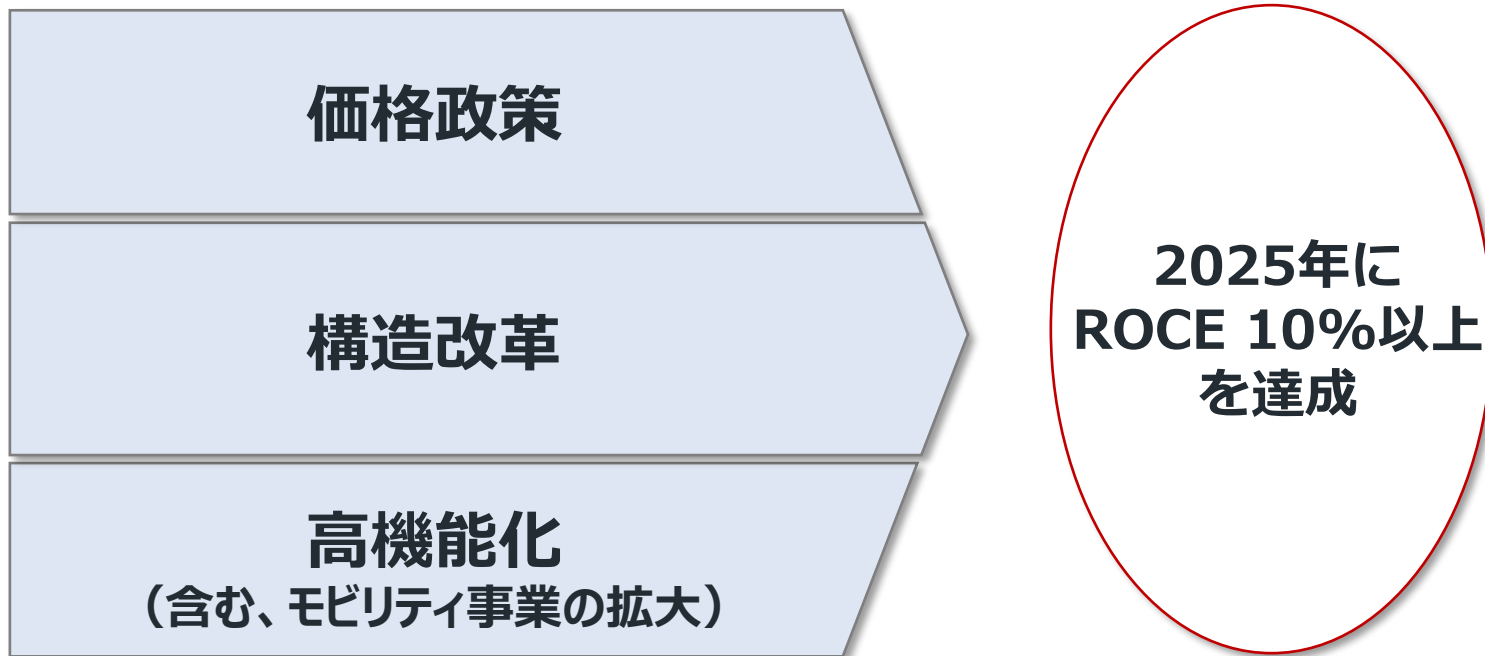 価格政策
構造改革
高機能化
（含む、モビリティ事業の拡大）
2025年に
ROCE 10%以上
を達成